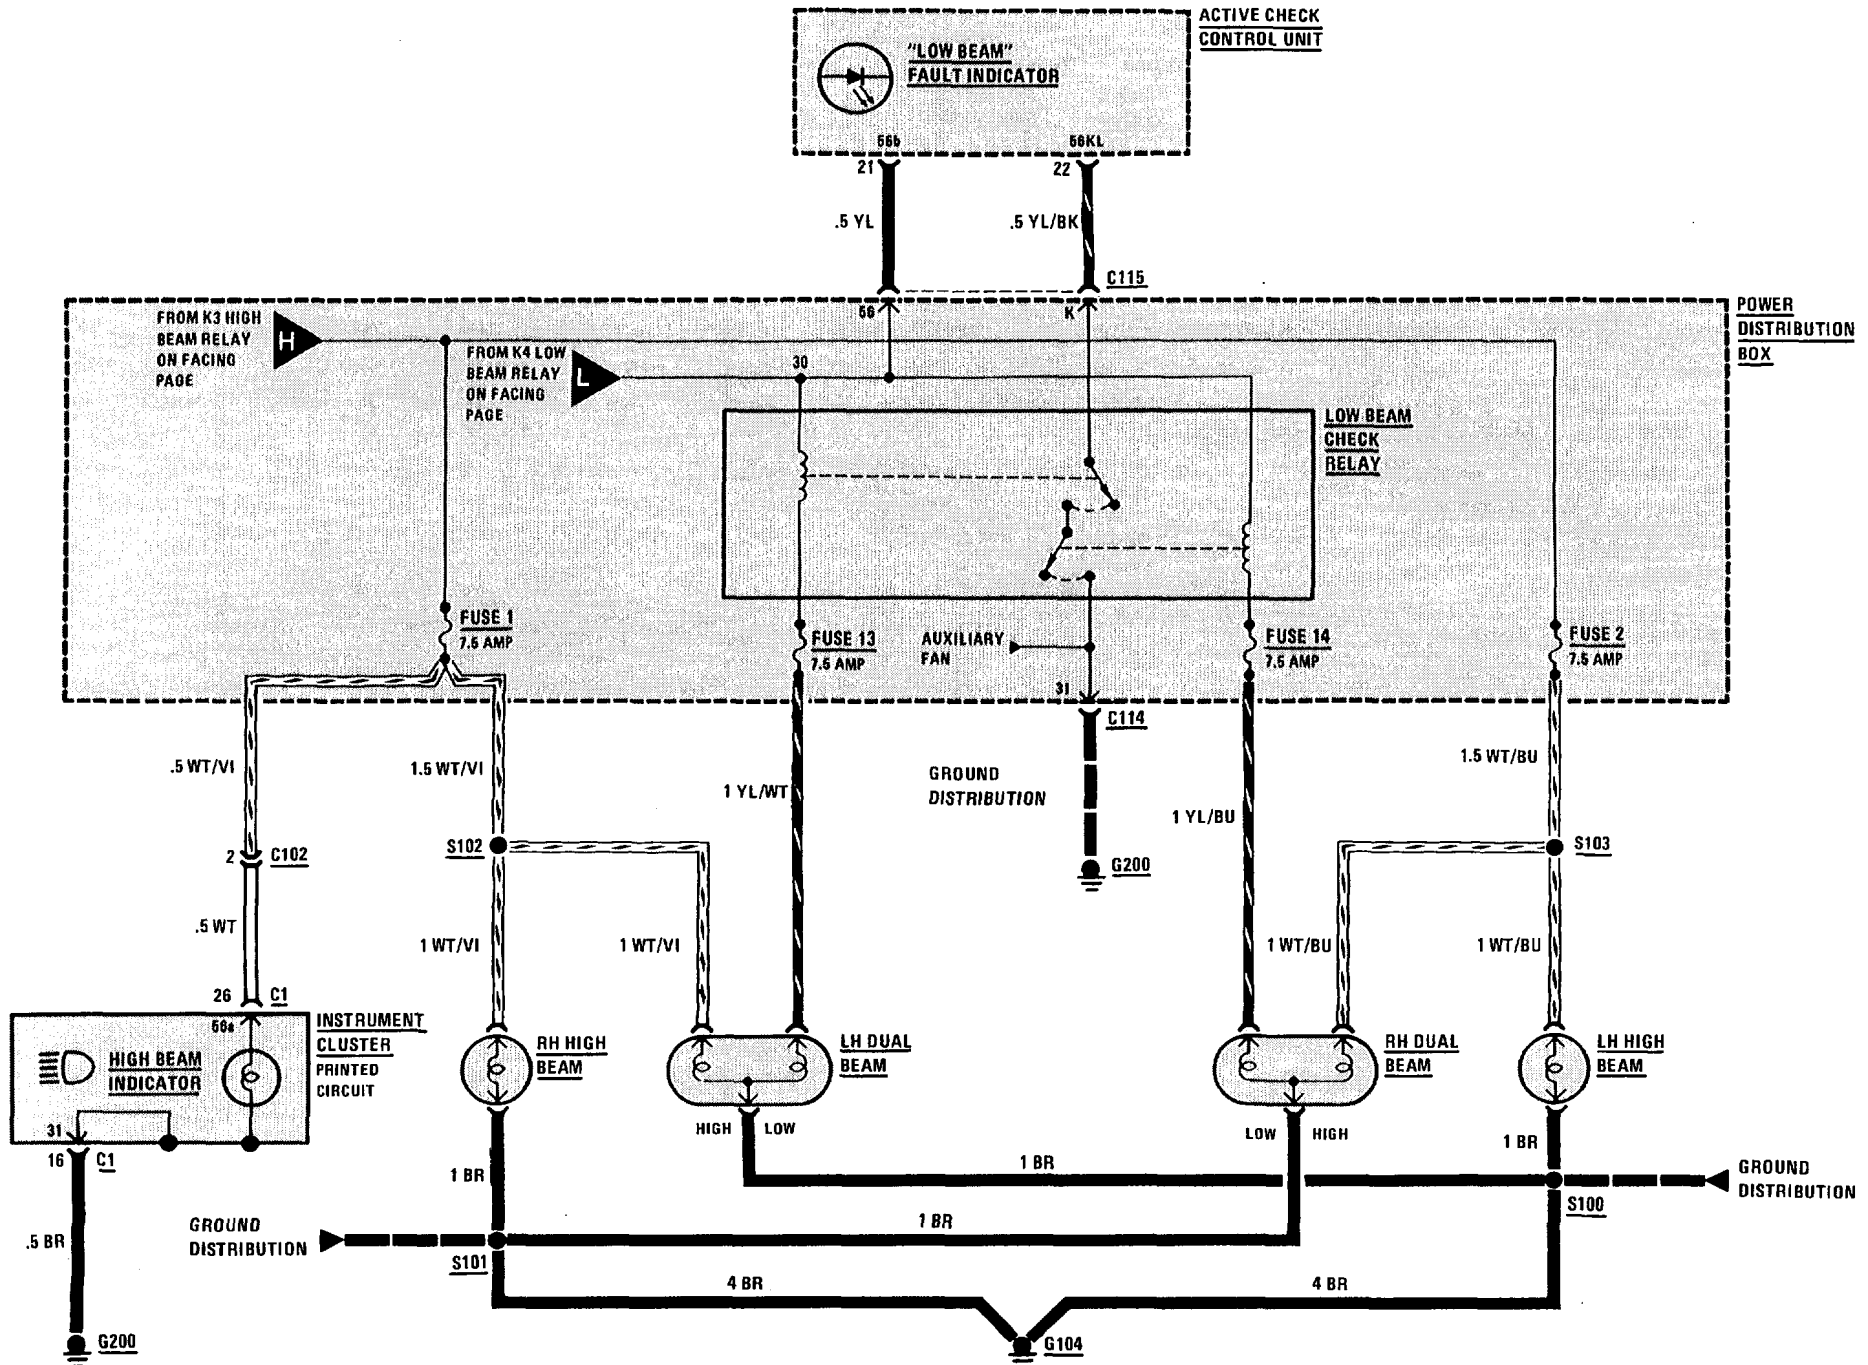 ACTIVE CHECK
CONTROL UNIT
"LOW BEAM"
FAULT INDICATOR
56b
56KL
21
22
.5 YL
.5 YL/BK
C115
56
K
POWER
DISTRIBUTION
BOX
FROM K3 HIGH
BEAM RELAY
ON FACING
PAGE
H
FROM K4 LOW
BEAM RELAY
ON FACING
PAGE
L
30
LOW BEAM
CHECK
RELAY
FUSE 1
7.5 AMP
FUSE 13
7.5 AMP
AUXILIARY
FAN
FUSE 14
7.5 AMP
FUSE 2
7.5 AMP
31
C114
.5 WT/VI
1.5 WT/VI
1 YL/WT
GROUND
DISTRIBUTION
1 YL/BU
1.5 WT/BU
2
C102
S102
G200
S103
.5 WT
1 WT/VI
1 WT/VI
1 WT/BU
1 WT/BU
26
C1
56a
INSTRUMENT
CLUSTER
PRINTED
CIRCUIT
HIGH BEAM
INDICATOR
RH HIGH
BEAM
LH DUAL
BEAM
RH DUAL
BEAM
LH HIGH
BEAM
31
16
C1
HIGH
LOW
LOW
HIGH
1 BR
1 BR
1 BR
GROUND
DISTRIBUTION
S100
GROUND
DISTRIBUTION
1 BR
S101
.5 BR
4 BR
4 BR
G200
G104